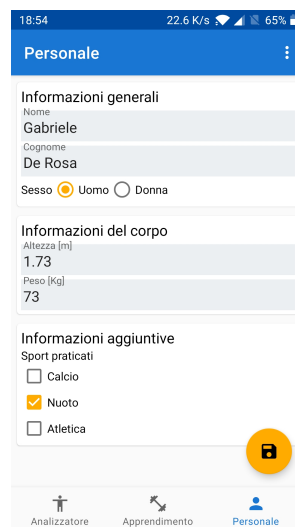 18:54 22.6 K/s 65%
Personale
Informazioni generali
Nome
Gabriele
Cognome
De Rosa
Sesso Uomo Donna
Informazioni del corpo
Altezza [m]
1.73
Peso [Kg]
73
Informazioni aggiuntive
Sport praticati
Calcio
Nuoto
Atletica
Analizzatore Apprendimento Personale